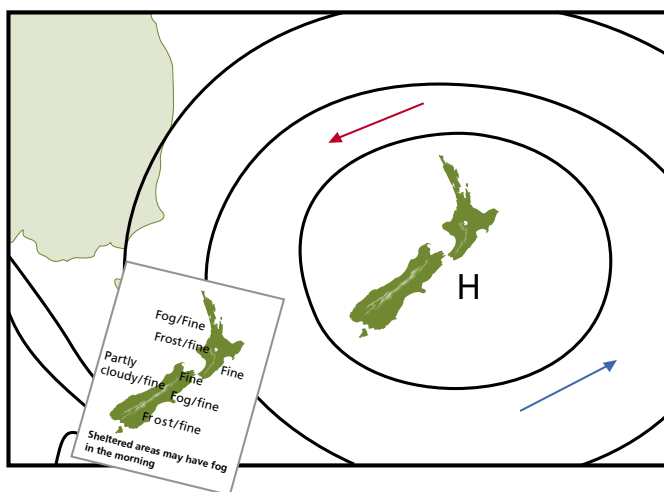 H
Fog/Fine
Frost/fine
Partly
cloudy/fine
Fine
Fine
Fog/fine
Frost/fine
Sheltered areas may have fog
in the morning